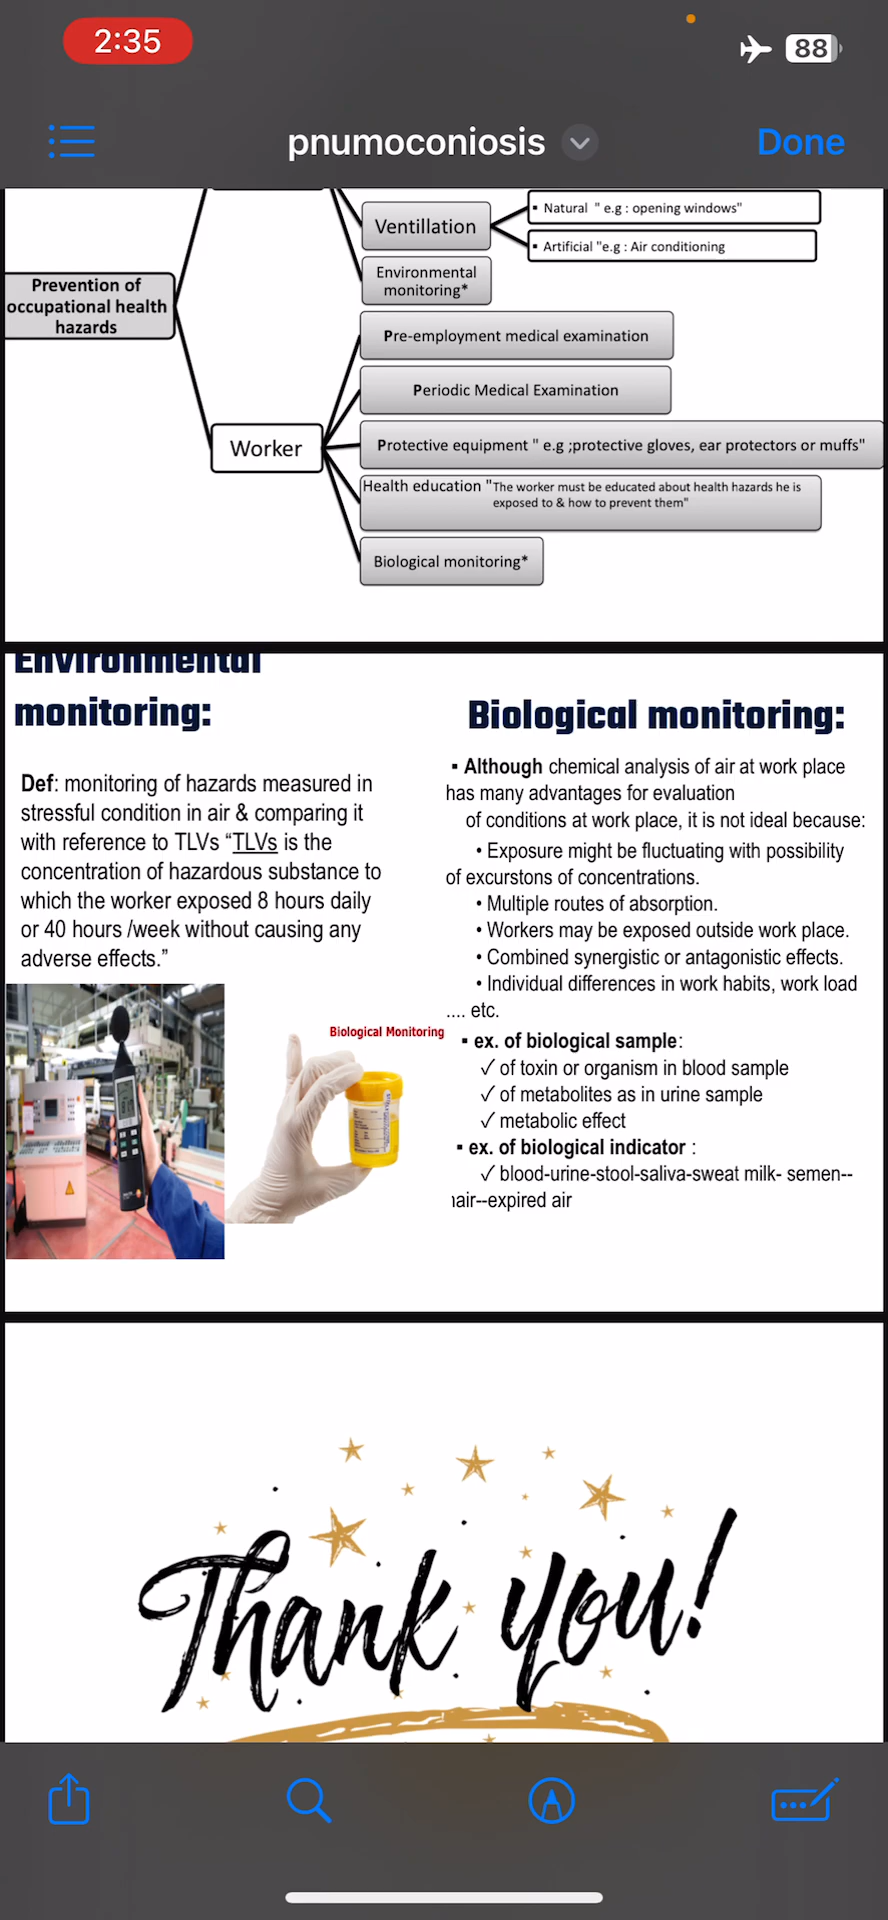 2:35
88
pnumoconiosis
Done
Ventillation
▪ Natural " e.g : opening windows"
▪ Artificial "e.g : Air conditioning
Environmental
monitoring*
Prevention of
occupational health
hazards
Pre-employment medical examination
Periodic Medical Examination
Worker
Protective equipment " e.g ;protective gloves, ear protectors or muffs"
Health education "The worker must be educated about health hazards he is
exposed to & how to prevent them"
Biological monitoring*
Environmental
monitoring:
Def: monitoring of hazards measured in
stressful condition in air & comparing it
with reference to TLVs “TLVs is the
concentration of hazardous substance to
which the worker exposed 8 hours daily
or 40 hours /week without causing any
adverse effects.”
Biological Monitoring
Biological monitoring:
▪ Although chemical analysis of air at work place
has many advantages for evaluation
of conditions at work place, it is not ideal because:
• Exposure might be fluctuating with possibility
of excurstons of concentrations.
• Multiple routes of absorption.
• Workers may be exposed outside work place.
• Combined synergistic or antagonistic effects.
• Individual differences in work habits, work load
.... etc.
▪ ex. of biological sample:
✓ of toxin or organism in blood sample
✓ of metabolites as in urine sample
✓ metabolic effect
▪ ex. of biological indicator :
✓ blood-urine-stool-saliva-sweat milk- semen--
hair--expired air
Thank you!